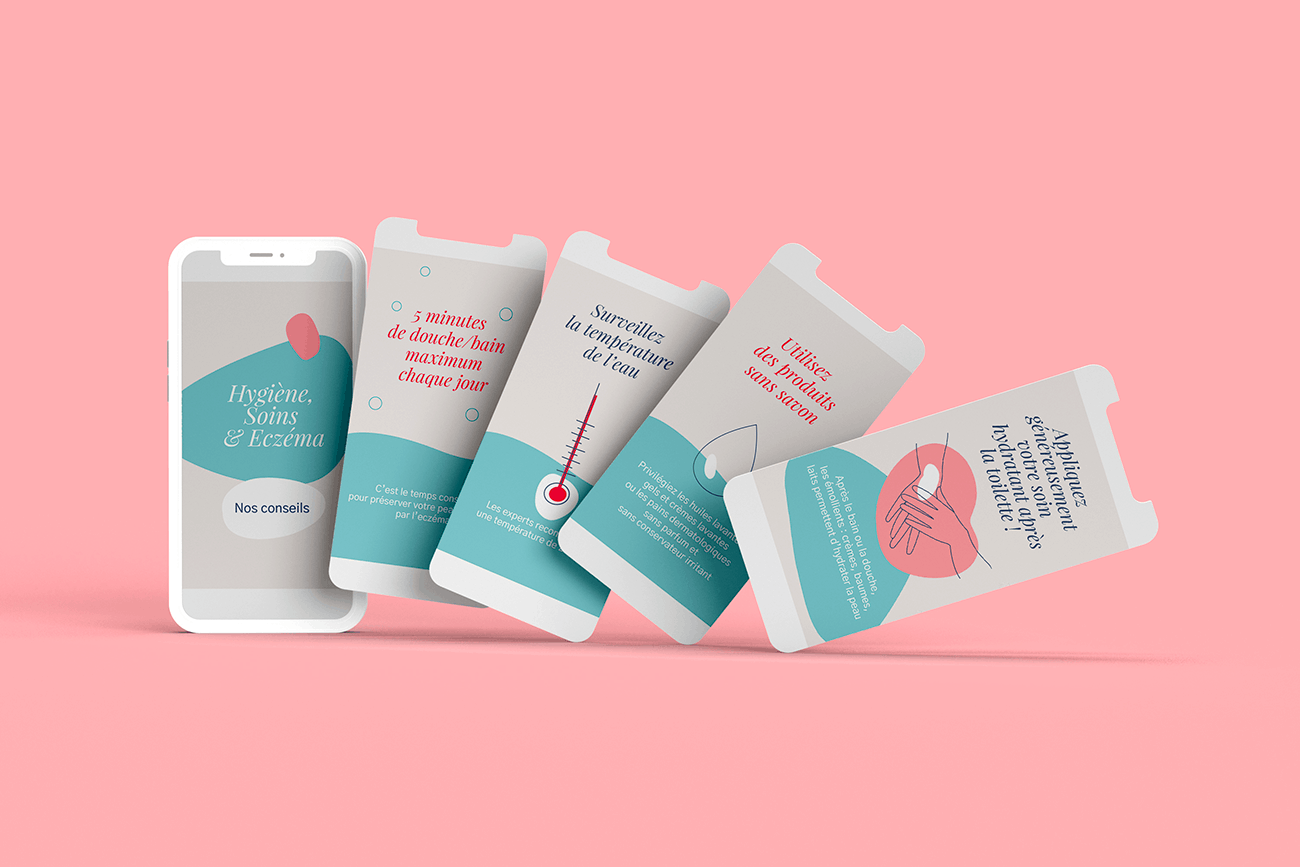 Hygiène,
Soins
& Eczéma
Nos conseils
5 minutes
de douche/bain
maximum
chaque jour
C'est le temps
pour préserver votre
par l'eczéma
Surveillez
la température
de l'eau
Les experts
une température de
Utilisez
des produits
sans savon
Privilégiez les huiles lavantes
gels et crèmes lavantes
ou les pains dermatologiques
sans parfum et
sans conservateur irritant
Appliquez
généreusement
votre soin
hydratant après
la toilette !
Après le bain ou la douche,
les émollients : crèmes, baumes,
laits permettent d'hydrater la peau